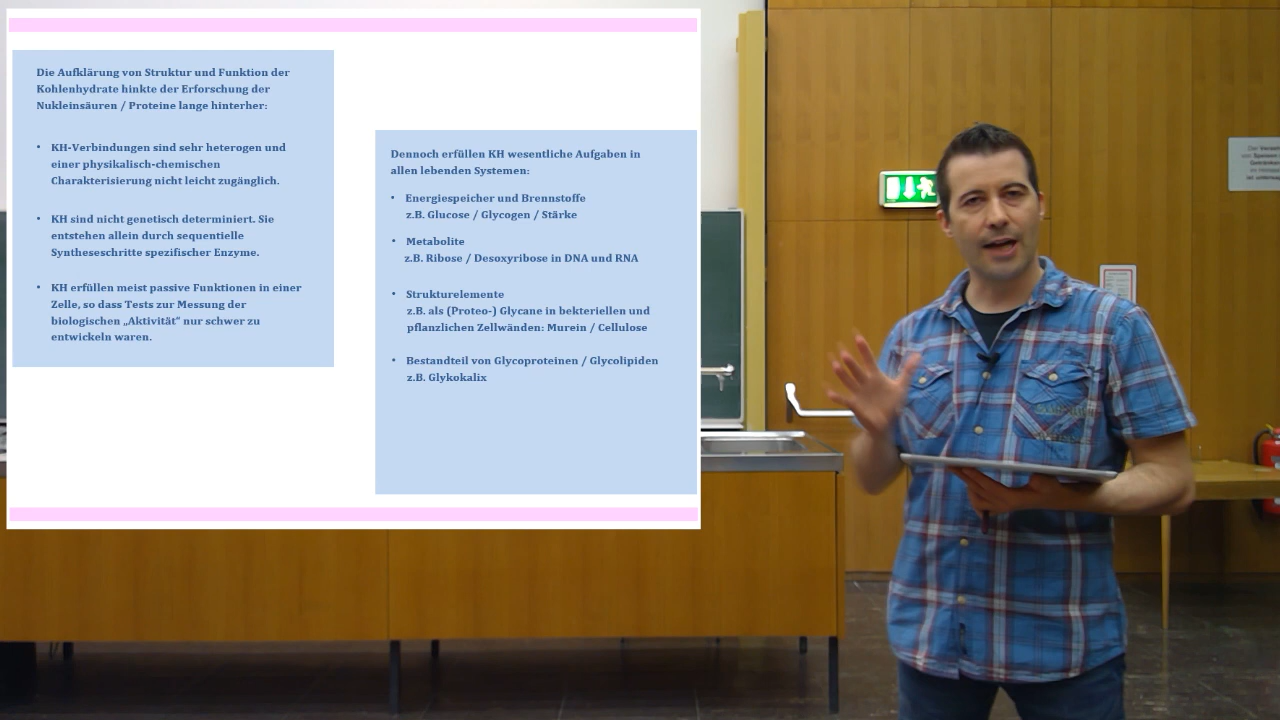 Die Aufklärung von Struktur und Funktion der
Kohlenhydrate hinkte der Erforschung der
Nukleinsäuren / Proteine lange hinterher:
• KH-Verbindungen sind sehr heterogen und
einer physikalisch-chemischen
Charakterisierung nicht leicht zugänglich.
• KH sind nicht genetisch determiniert. Sie
entstehen allein durch sequentielle
Syntheseschritte spezifischer Enzyme.
• KH erfüllen meist passive Funktionen in einer
Zelle, so dass Tests zur Messung der
biologischen „Aktivität" nur schwer zu
entwickeln waren.
Dennoch erfüllen KH wesentliche Aufgaben in
allen lebenden Systemen:
• Energiespeicher und Brennstoffe
z.B. Glucose / Glycogen / Stärke
• Metabolite
z.B. Ribose / Desoxyribose in DNA und RNA
• Strukturelemente
z.B. als (Proteo-) Glycane in bekteriellen und
pflanzlichen Zellwänden: Murein / Cellulose
• Bestandteil von Glycoproteinen / Glycolipiden
z.B. Glykokalix